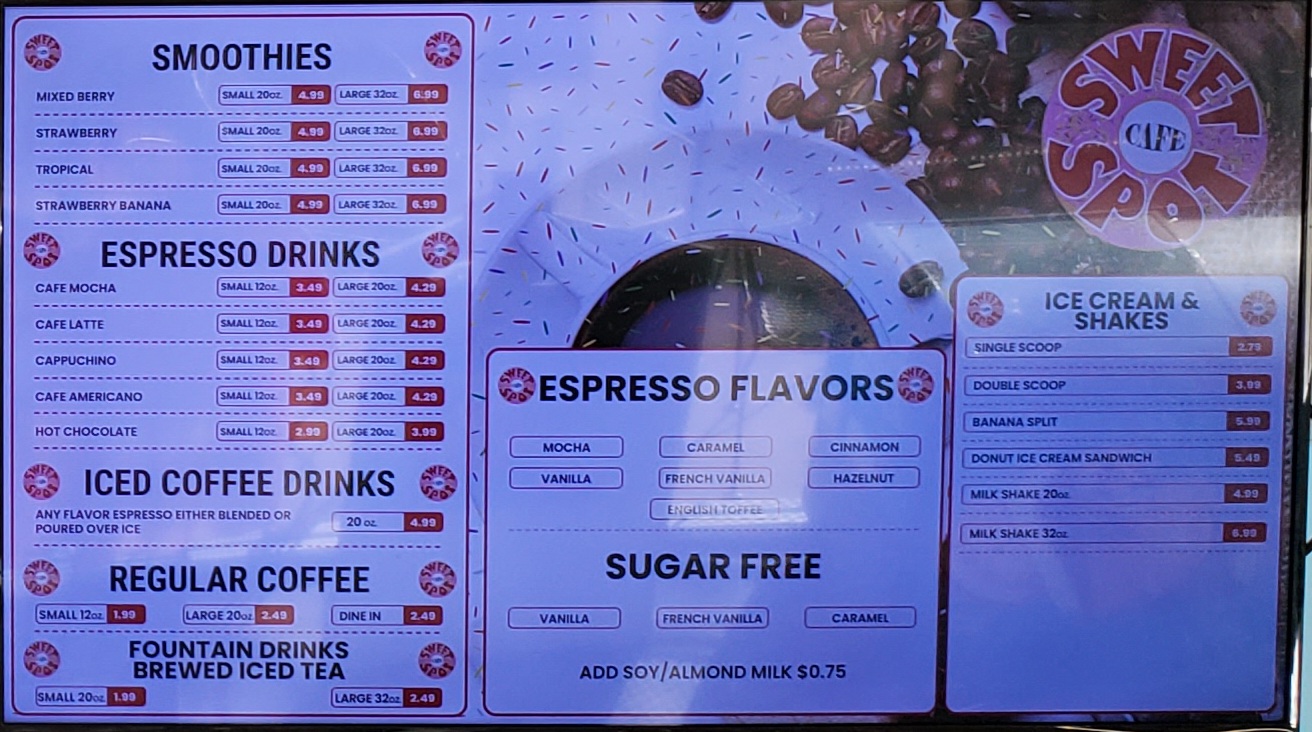 SMOOTHIES
MIXED BERRY SMALL 20oz. 4.99 LARGE 32oz. 6.99
STRAWBERRY SMALL 20oz. 4.99 LARGE 32oz. 6.99
TROPICAL SMALL 20oz. 4.99 LARGE 32oz. 6.99
STRAWBERRY BANANA SMALL 20oz. 4.99 LARGE 32oz. 6.99
ESPRESSO DRINKS
CAFE MOCHA SMALL 12oz. 3.49 LARGE 20oz. 4.29
CAFE LATTE SMALL 12oz. 3.49 LARGE 20oz. 4.29
CAPPUCHINO SMALL 12oz. 3.49 LARGE 20oz. 4.29
CAFE AMERICANO SMALL 12oz. 3.49 LARGE 20oz. 4.29
HOT CHOCOLATE SMALL 12oz. 2.99 LARGE 20oz. 3.99
ICED COFFEE DRINKS
ANY FLAVOR ESPRESSO EITHER BLENDED OR
POURED OVER ICE
20 oz. 4.99
REGULAR COFFEE
SMALL 12oz. 1.99 LARGE 20oz. 2.49 DINE IN 2.49
FOUNTAIN DRINKS
BREWED ICED TEA
SMALL 20oz. 1.99 LARGE 32oz. 2.49
ESPRESSO FLAVORS
MOCHA CARAMEL CINNAMON
VANILLA FRENCH VANILLA HAZELNUT
ENGLISH TOFFEE
SUGAR FREE
VANILLA FRENCH VANILLA CARAMEL
ADD SOY/ALMOND MILK $0.75
SWEET
CAFE
SPOT
ICE CREAM &
SHAKES
SINGLE SCOOP 2.79
DOUBLE SCOOP 3.99
BANANA SPLIT 5.99
DONUT ICE CREAM SANDWICH 5.49
MILK SHAKE 20oz. 4.99
MILK SHAKE 32oz. 6.99